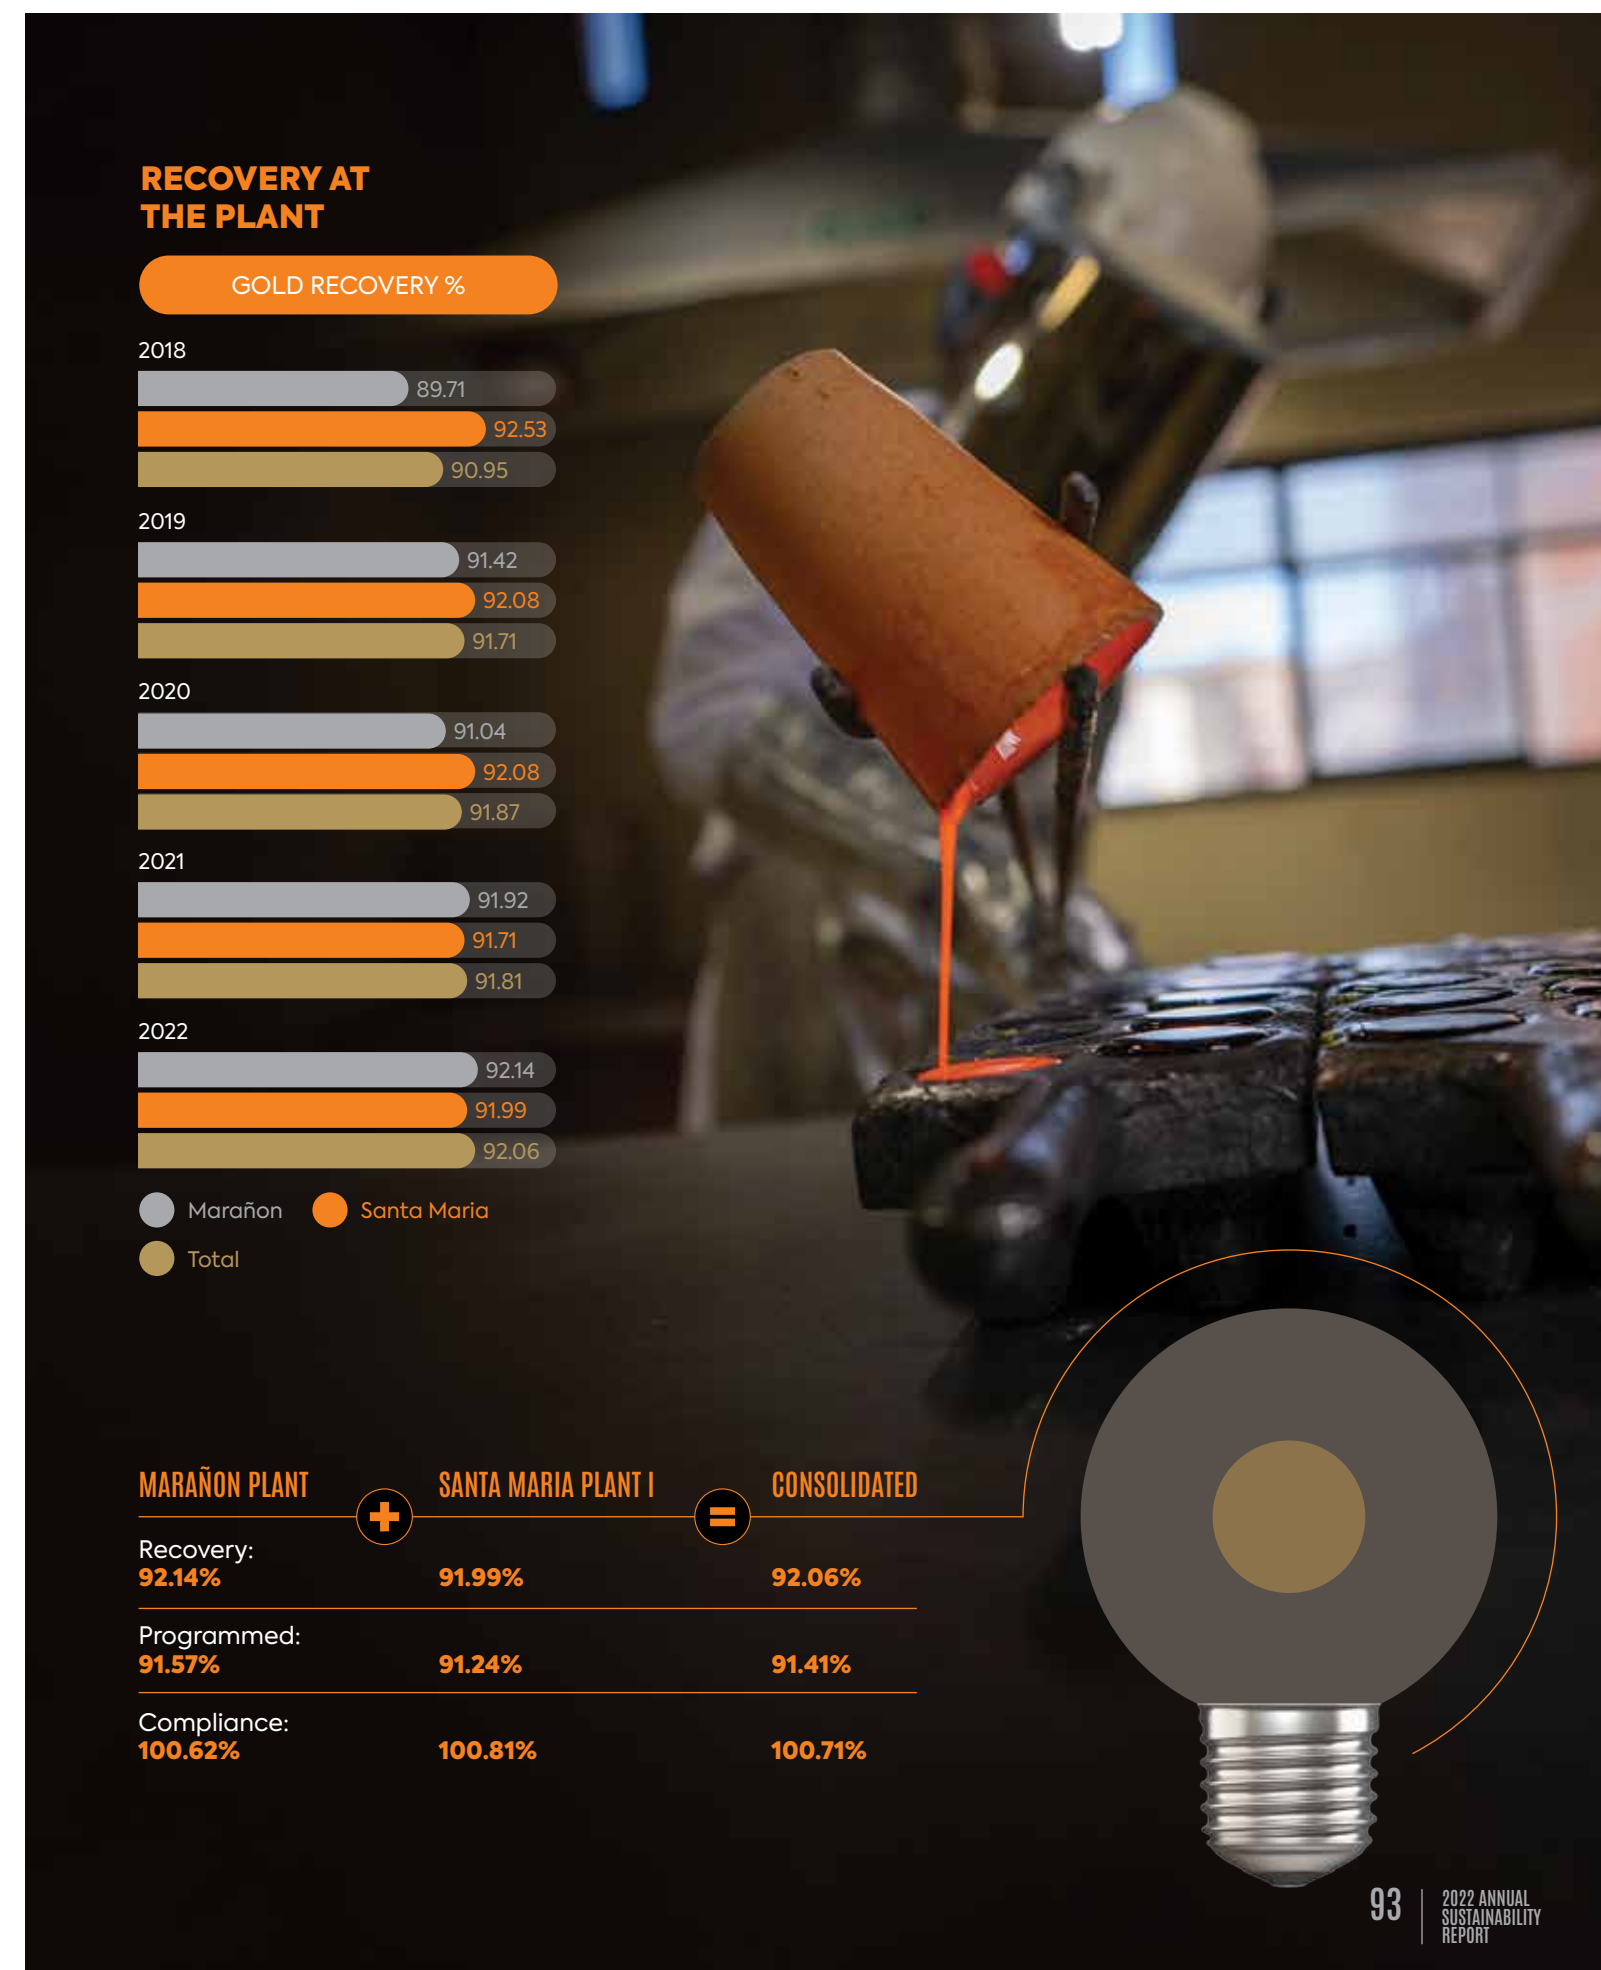 RECOVERY AT
THE PLANT
GOLD RECOVERY %
2018
89.71
92.53
90.95
2019
91.42
92.08
91.71
2020
91.04
92.08
91.87
2021
91.92
91.71
91.81
2022
92.14
91.99
92.06
Marañon Santa Maria
Total
MARAÑON PLANT + SANTA MARIA PLANT I = CONSOLIDATED
Recovery:
92.14% 91.99% 92.06%
Programmed:
91.57% 91.24% 91.41%
Compliance:
100.62% 100.81% 100.71%
93
2022 ANNUAL
SUSTAINABILITY
REPORT